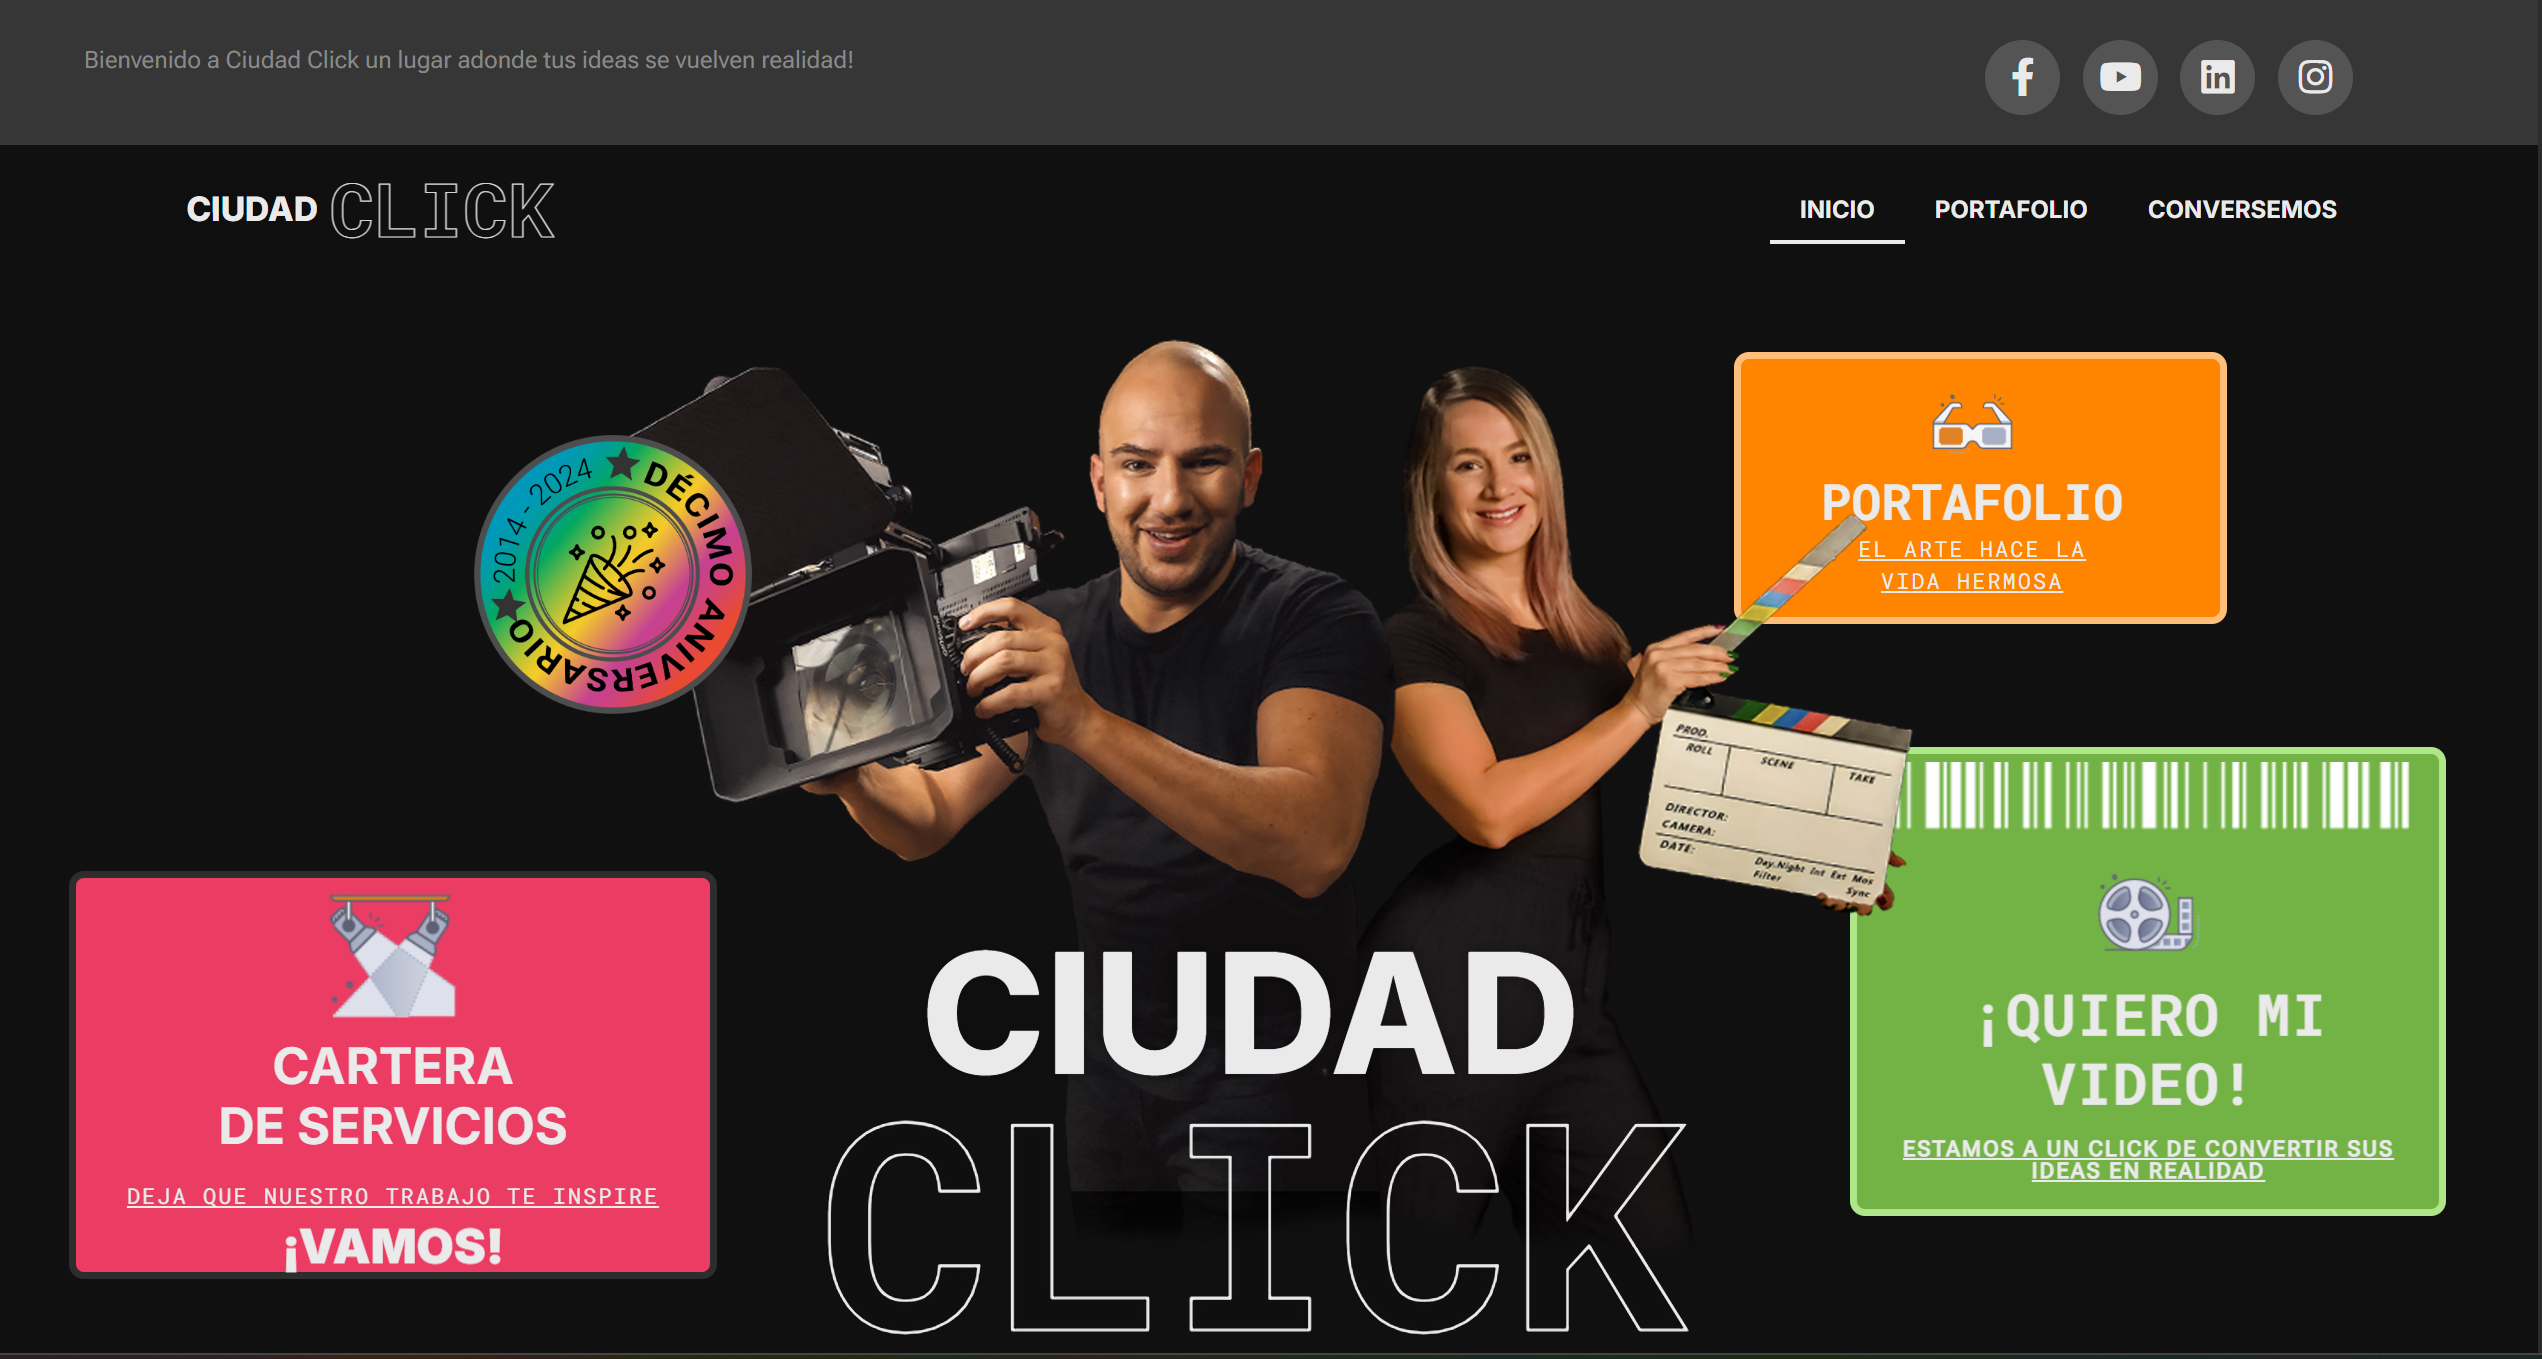 Bienvenido a Ciudad Click un lugar adonde tus ideas se vuelven realidad!
CIUDAD CLICK
INICIO PORTAFOLIO CONVERSEMOS
2014 - 2024 ★ DÉCIMO ANIVERSARIO ★
PORTAFOLIO
EL ARTE HACE LA
VIDA HERMOSA
PROD.
ROLL SCENE TAKE
DIRECTOR:
CAMERA:
DATE: Day.Night Int Ext Mos
Filter Sync
¡QUIERO MI
VIDEO!
ESTAMOS A UN CLICK DE CONVERTIR SUS
IDEAS EN REALIDAD
CARTERA
DE SERVICIOS
DEJA QUE NUESTRO TRABAJO TE INSPIRE
¡VAMOS!
CIUDAD
CLICK